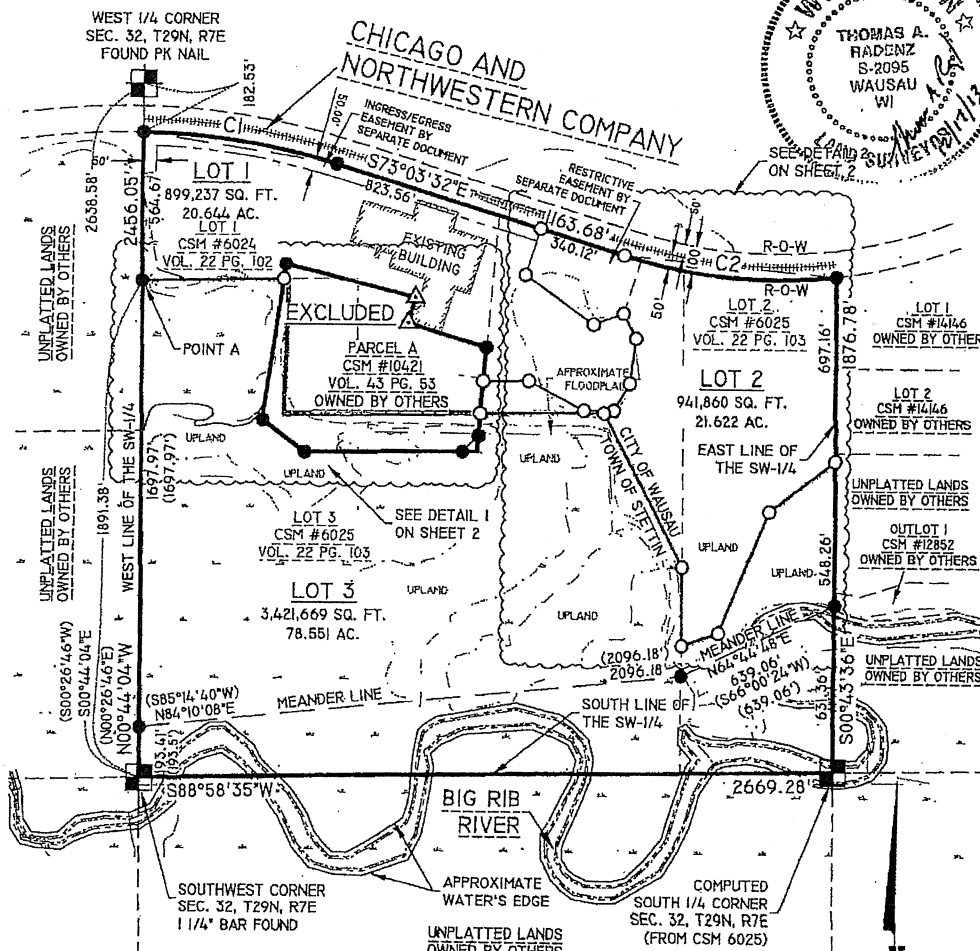 WEST 1/4 CORNER
SEC. 32, T29N, R7E
FOUND PK NAIL
182.53'
CHICAGO AND
NORTHWESTERN COMPANY
THOMAS A.
RADENZ
S-2095
WAUSAU
WI
LAND SURVEYOR
SEE DETAIL 2
ON SHEET 2
C1
50.00'
INGRESS/EGRESS
EASEMENT BY
SEPARATE DOCUMENT
S73°03'32"E
823.56'
1163.68'
340.12'
RESTRICTIVE
EASEMENT BY
SEPARATE DOCUMENT
50'
100'
50'
C2
R-O-W
R-O-W
50'
2638.58'
2456.05'
564.67'
LOT 1
899,237 SQ. FT.
20.644 AC.
LOT 1
CSM #6024
VOL. 22 PG. 102
EXISTING
BUILDING
UNPLATTED LANDS
OWNED BY OTHERS
POINT A
EXCLUDED
PARCEL A
CSM #10421
VOL. 43 PG. 53
OWNED BY OTHERS
APPROXIMATE
FLOODPLAIN
LOT 2
CSM #6025
VOL. 22 PG. 103
LOT 2
941,860 SQ. FT.
21.622 AC.
EAST LINE OF
THE SW-1/4
697.16'
1876.78'
LOT 1
CSM #14146
OWNED BY OTHER
LOT 2
CSM #14146
OWNED BY OTHERS
UNPLATTED LANDS
OWNED BY OTHERS
OUTLOT 1
CSM #12852
OWNED BY OTHERS
UPLAND
UPLAND
UPLAND
CITY OF WAUSAU
TOWN OF STETTIN
WEST LINE OF THE SW-1/4
1697.97'
(1697.97')
1891.38'
LOT 3
CSM #6025
VOL. 22 PG. 103
SEE DETAIL 1
ON SHEET 2
LOT 3
3,421,669 SQ. FT.
78.551 AC.
UPLAND
UPLAND
UPLAND
UPLAND
548.26'
UNPLATTED LANDS
OWNED BY OTHERS
UNPLATTED LANDS
OWNED BY OTHERS
(S00°26'46"W)
S00°44'04"E
(N00°26'46"E)
N00°44'04"W
(S85°14'40"W)
N84°10'08"E
MEANDER LINE
(2096.18')
2096.18
MEANDER LINE
N64°44'48"E
639.06'
(S66°00'24"W)
(639.06')
631.36'
S00°43'36"E
193.41'
(193.5')
SOUTH LINE OF
THE SW-1/4
S88°58'35"W
2669.28'
BIG RIB
RIVER
SOUTHWEST CORNER
SEC. 32, T29N, R7E
1 1/4" BAR FOUND
APPROXIMATE
WATER'S EDGE
COMPUTED
SOUTH 1/4 CORNER
SEC. 32, T29N, R7E
(FROM CSM 6025)
UNPLATTED LANDS
OWNED BY OTHERS